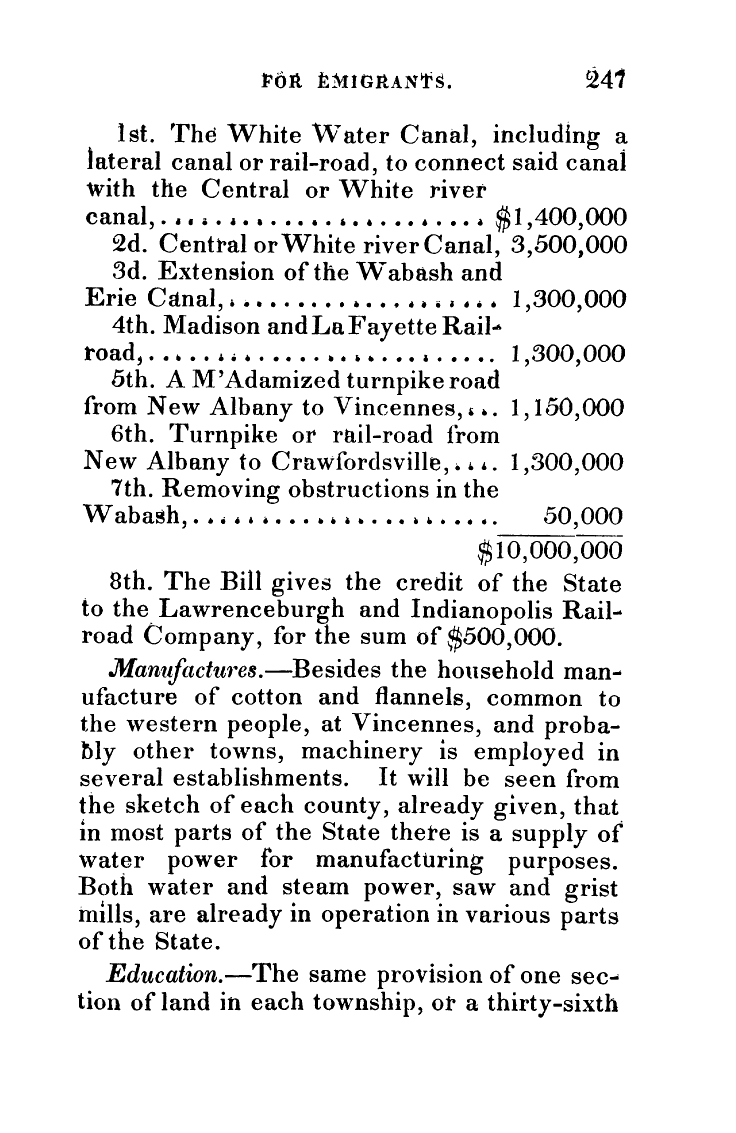 FOR EMIGRANTS. 247
1st. The White Water Canal, including a
lateral canal or rail-road, to connect said canal
with the Central or White river
canal,........................ $1,400,000
2d. Central or White river Canal, 3,500,000
3d. Extension of the Wabash and
Erie Canal,.................... 1,300,000
4th. Madison and La Fayette Rail-
road,.......................... 1,300,000
5th. A M'Adamized turnpike road
from New Albany to Vincennes,... 1,150,000
6th. Turnpike or rail-road from
New Albany to Crawfordsville,.... 1,300,000
7th. Removing obstructions in the
Wabash,....................... 50,000
$10,000,000
8th. The Bill gives the credit of the State
to the Lawrenceburgh and Indianopolis Rail-
road Company, for the sum of $500,000.
Manufactures.—Besides the household man-
ufacture of cotton and flannels, common to
the western people, at Vincennes, and proba-
bly other towns, machinery is employed in
several establishments. It will be seen from
the sketch of each county, already given, that
in most parts of the State there is a supply of
water power for manufacturing purposes.
Both water and steam power, saw and grist
mills, are already in operation in various parts
of the State.
Education.—The same provision of one sec-
tion of land in each township, or a thirty-sixth